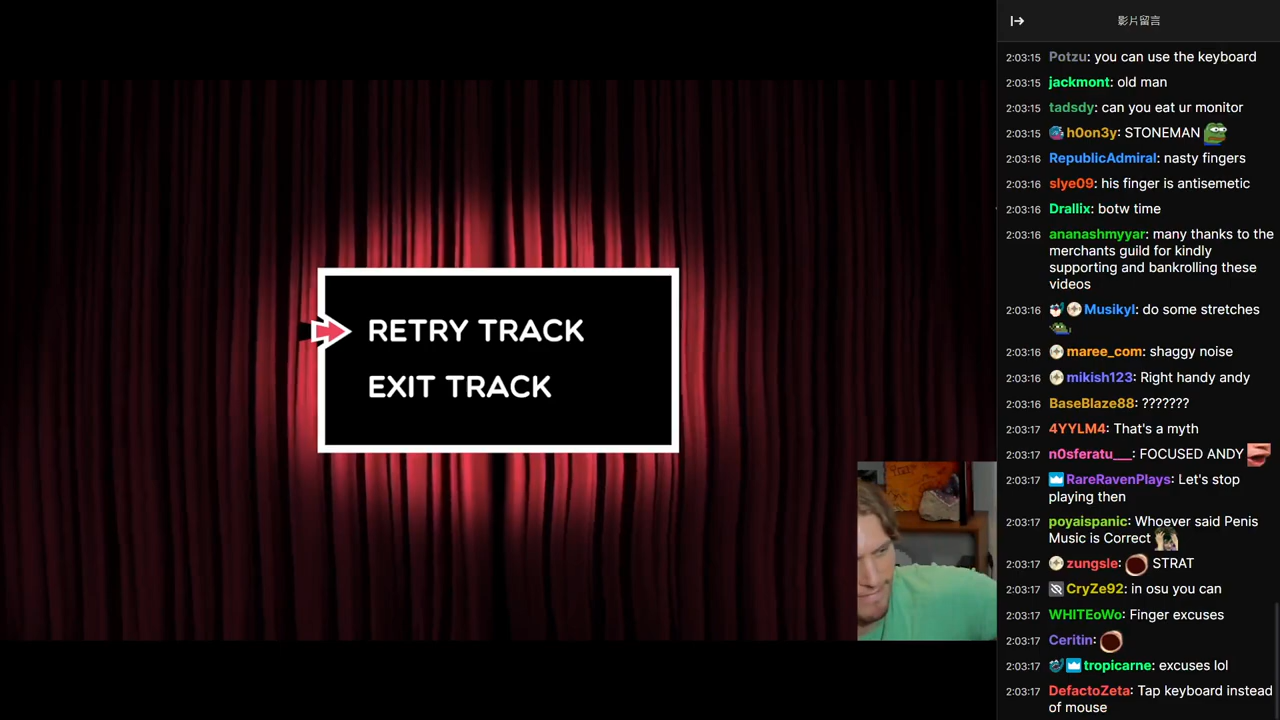 影片留言
RETRY TRACK
EXIT TRACK
2:03:15 Potzu: you can use the keyboard
2:03:15 jackmont: old man
2:03:15 tadsdy: can you eat ur monitor
2:03:15 h0on3y: STONEMAN
2:03:16 RepublicAdmiral: nasty fingers
2:03:16 slye09: his finger is antisemetic
2:03:16 Drallix: botw time
2:03:16 ananashmyyar: many thanks to the
merchants guild for kindly
supporting and bankrolling these
videos
2:03:16 Musikyl: do some stretches
2:03:16 maree_com: shaggy noise
2:03:16 mikish123: Right handy andy
2:03:16 BaseBlaze88: ???????
2:03:17 4YYLM4: That's a myth
2:03:17 n0sferatu___: FOCUSED ANDY
2:03:17 RareRavenPlays: Let's stop
playing then
2:03:17 poyaispanic: Whoever said Penis
Music is Correct
2:03:17 zungsle: STRAT
2:03:17 CryZe92: in osu you can
2:03:17 WHITEoWo: Finger excuses
2:03:17 Ceritin:
2:03:17 tropicarne: excuses lol
2:03:17 DefactoZeta: Tap keyboard instead
of mouse